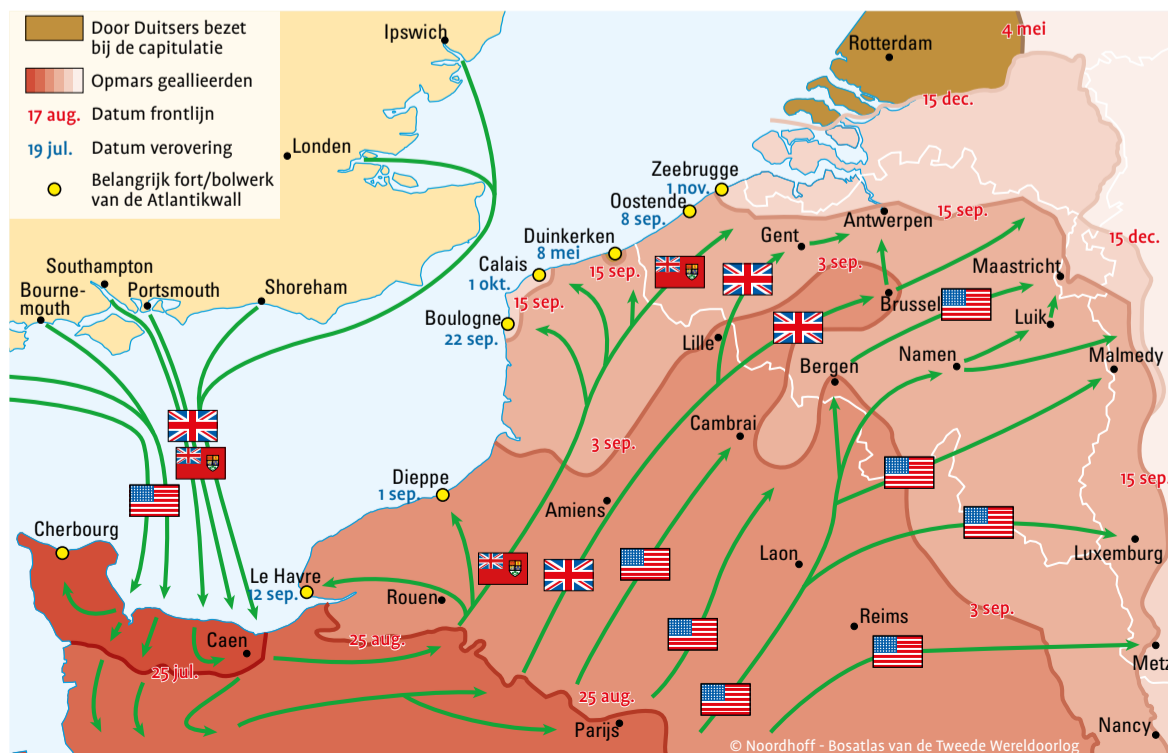 Door Duitsers bezet
bij de capitulatie
Opmars geallieerden
17 aug. Datum frontlijn
19 jul. Datum verovering
Belangrijk fort/bolwerk
van de Atlantikwall
Ipswich
Londen
Southampton
Bourne-
mouth
Portsmouth
Shoreham
4 mei
Rotterdam
15 dec.
Zeebrugge
1 nov.
Oostende
8 sep.
Duinkerken
8 mei
15 sep.
Calais
1 okt.
15 sep.
Boulogne
22 sep.
Gent
Antwerpen
15 sep.
3 sep.
15 dec.
Maastricht
Brussel
Luik
Lille
Namen
Malmedy
Bergen
Cambrai
3 sep.
Dieppe
1 sep.
Amiens
15 sep.
Cherbourg
Laon
Luxemburg
Le Havre
12 sep.
Rouen
Reims
3 sep.
Caen
25 aug.
25 jul.
Metz
25 aug.
Parijs
Nancy
© Noordhoff - Bosatlas van de Tweede Wereldoorlog